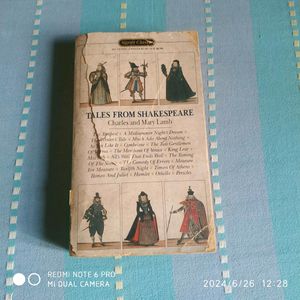 Signet Classic
TALES FROM SHAKESPEARE
Charles and Mary Lamb
The Tempest • A Midsummer Night's Dream •
Winter's Tale • Much Ado About Nothing •
As You Like It • Cymbeline • The Two Gentlemen
Of Verona • The Merchant Of Venice • King Lear •
Macbeth • All's Well That Ends Well • The Taming
Of The Shrew • The Comedy Of Errors • Measure
For Measure • Twelfth Night • Timon Of Athens •
Romeo And Juliet • Hamlet • Othello • Pericles
REDMI NOTE 6 PRO
MI DUAL CAMERA
2024/6/26 12:28